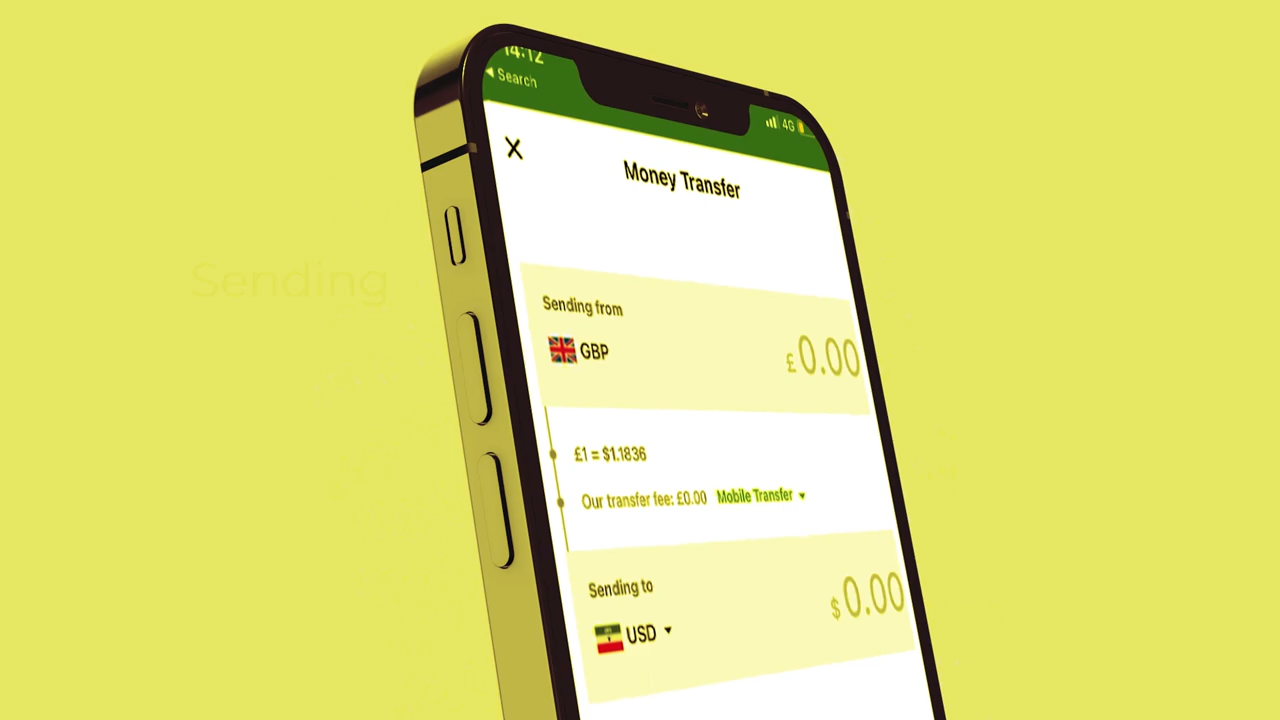 14:12
Search
4G
Money Transfer
Sending
Sending from
GBP
£0.00
£1 = $1.1836
Our transfer fee: £0.00 Mobile Transfer
Sending to
USD
$0.00